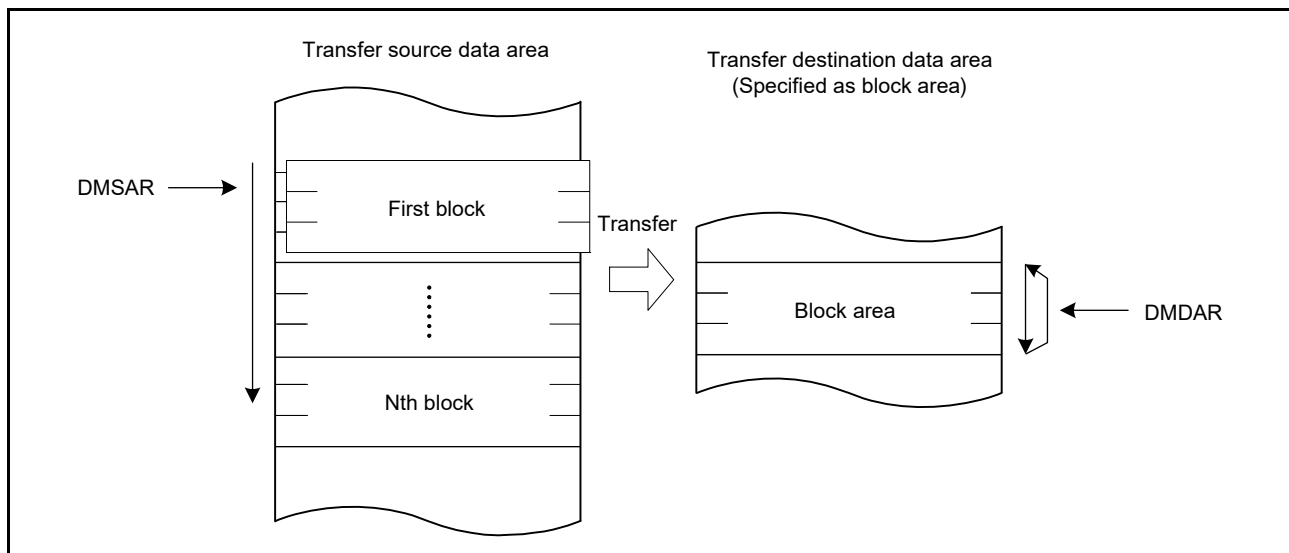 Transfer source data area
Transfer destination data area
(Specified as block area)
DMSAR
First block
Transfer
Block area
DMDAR
Nth block